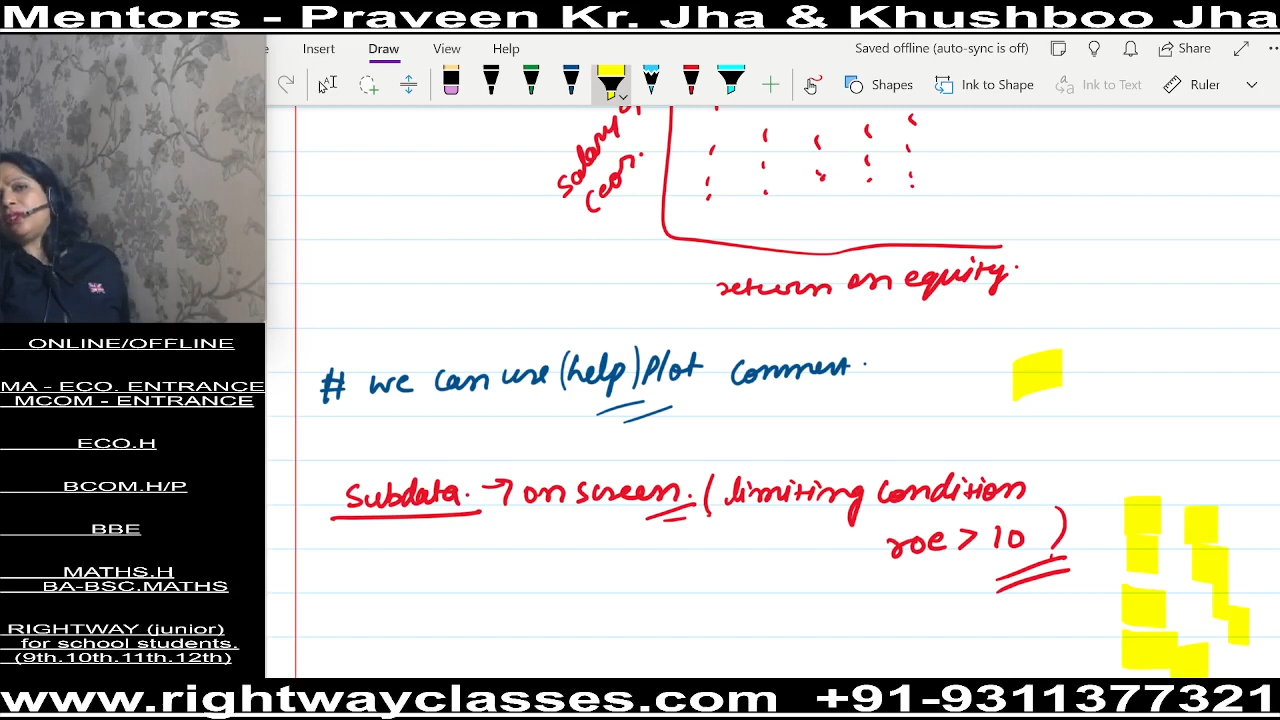 Mentors - Praveen Kr. Jha & Khushboo Jha
Insert Draw View Help
Saved offline (auto-sync is off)
Share
Shapes
Ink to Shape
Ink to Text
Ruler
salary
ceor.
return on equity.
# we can use (help) plot comment.
subdata. → on screen. ( limiting condition
roe > 10 )
ONLINE/OFFLINE
MA - ECO. ENTRANCE
MCOM - ENTRANCE
ECO.H
BCOM.H/P
BBE
MATHS.H
BA-BSC.MATHS
RIGHTWAY (junior)
for school students.
(9th.10th.11th.12th)
www.rightwayclasses.com +91-9311377321